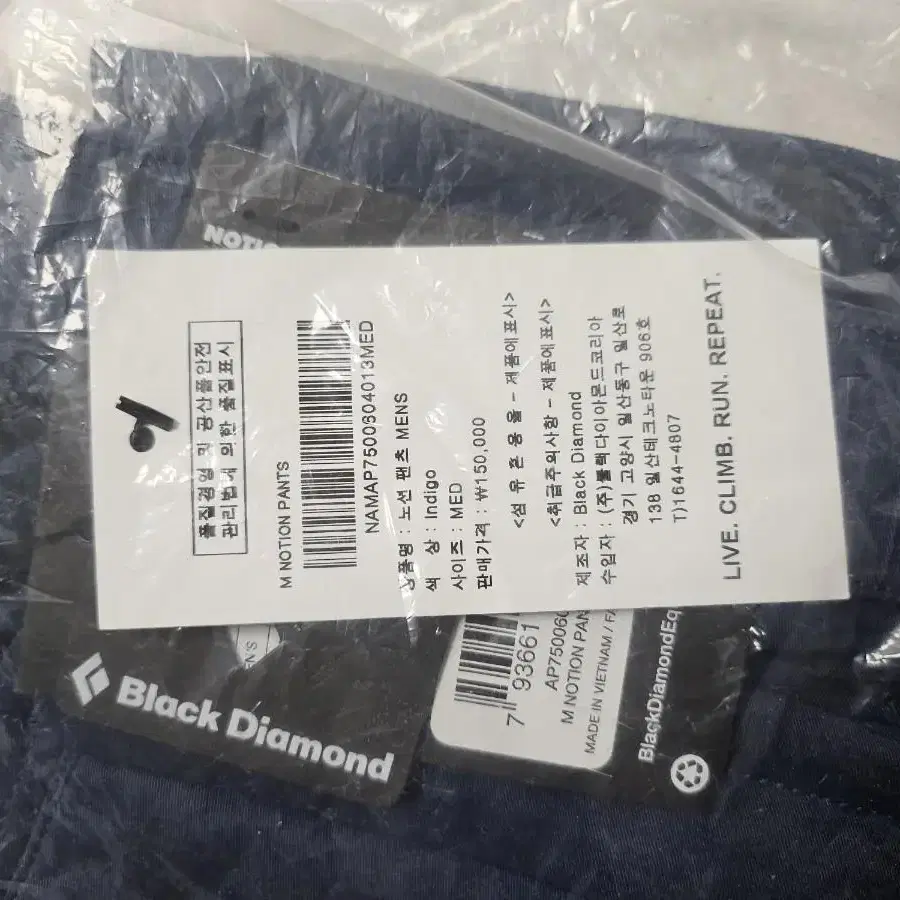 품질경영 및 공산품안전
관리법에 의한 품질표시
M NOTION PANTS
NAMAP7500604013MED
상품명 : 노션 팬츠 MENS
색 상 : Indigo
사이즈 : MED
판매가격 : ₩150,000
<섬 유 혼 용 율 - 제품에 표시>
<취급주의사항 - 제품에 표시>
제조자 : Black Diamond
수입자 : (주)블랙다이아몬드코리아
경기 고양시 일산동구 일산로
138 일산테크노타운 906호
T)1644-4807
LIVE. CLIMB. RUN. REPEAT.
Black Diamond
7 93661
AP750060
M NOTION PAN
MADE IN VIETNAM / FA
BlackDiamondEq